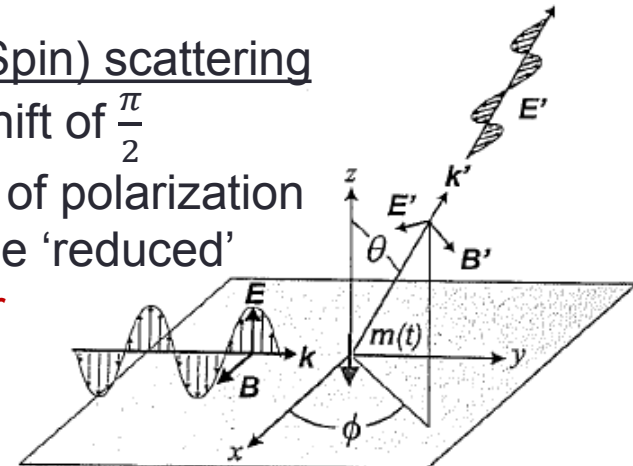 Spin) scattering
hift of π/2
of polarization
e ‘reduced’
E'
z
k'
E'
θ
B'
E
m(t)
k
y
B
ϕ
x